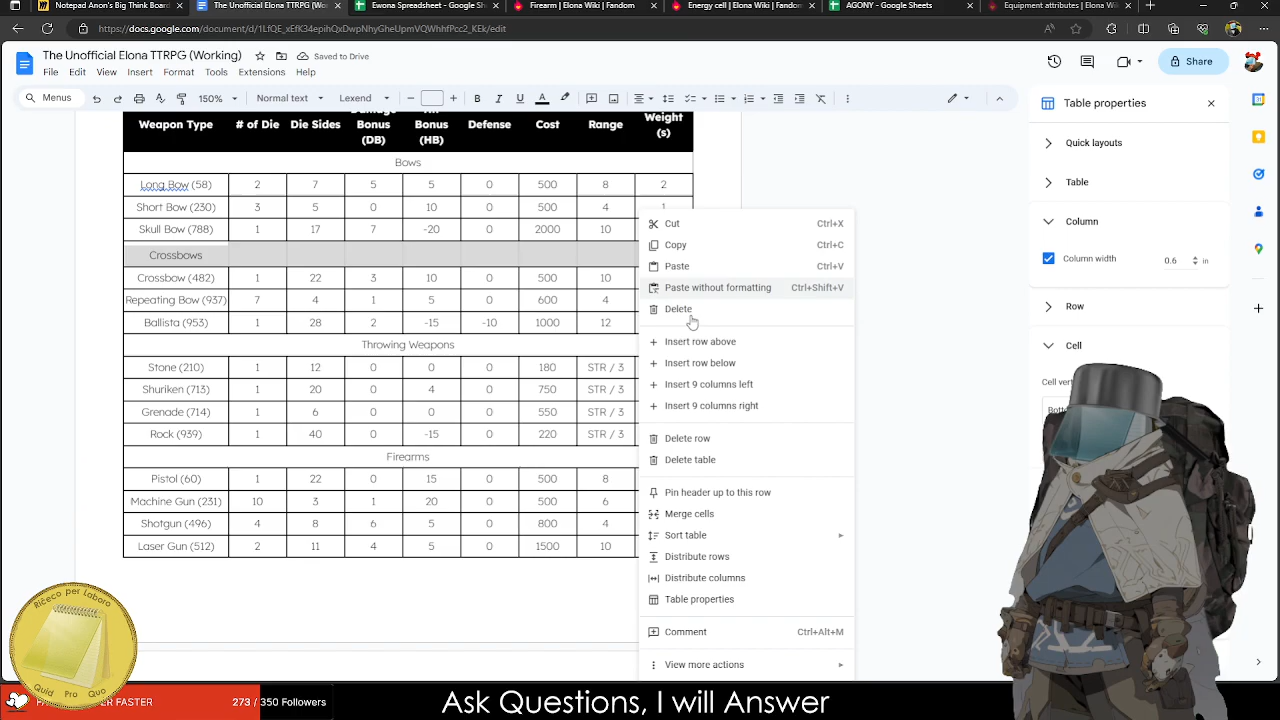 Notepad Anon's Board | Wor
The Unofficial Elona TTRPG (Wo
Ewona Spreadsheet - Google Sh
Firearm | Elona Wiki | Fandom
Energy cell | Elona Wiki | Fandom
AGONY - Google Sheets
Equipment attributes | Elona Wik
https://docs.google.com/document/d/
The Unofficial Elona TTRPG (Working)
Saved to Drive
File Edit View Insert Format Tools Extensions Help
Share
Menus
150%
Normal text
Lexend
B I U A
Table properties
Quick layouts
Table
Column
Column width 0.6 in
Row
Cell
Weapon Type # of Die Die Sides Bonus (DB) Bonus (HB) Defense Cost Range Weight (s)
Bows
Long Bow (58) 2 7 5 5 0 500 8 2
Short Bow (230) 3 5 0 10 0 500 4 1
Skull Bow (788) 1 17 7 -20 0 2000 10
Crossbows
Crossbow (482) 1 22 3 10 0 500 10
Repeating Bow (937) 7 4 1 5 0 600 4
Ballista (953) 1 28 2 -15 -10 1000 12
Throwing Weapons
Stone (210) 1 12 0 0 0 180 STR / 3
Shuriken (713) 1 20 0 4 0 750 STR / 3
Grenade (714) 1 6 0 0 0 550 STR / 3
Rock (939) 1 40 0 -15 0 220 STR / 3
Firearms
Pistol (60) 1 22 0 15 0 500 8
Machine Gun (231) 10 3 1 20 0 500 6
Shotgun (496) 4 8 6 5 0 800 4
Laser Gun (512) 2 11 4 5 0 1500 10
Cut Ctrl+X
Copy Ctrl+C
Paste Ctrl+V
Paste without formatting Ctrl+Shift+V
Delete
Insert row above
Insert row below
Insert 9 columns left
Insert 9 columns right
Delete row
Delete table
Pin header up to this row
Merge cells
Sort table
Distribute rows
Distribute columns
Table properties
Comment Ctrl+Alt+M
View more actions
Cell vert
Riĉeco per Laboro
Quid Pro Quo
FASTER
273 / 350 Followers
Ask Questions, I will Answer